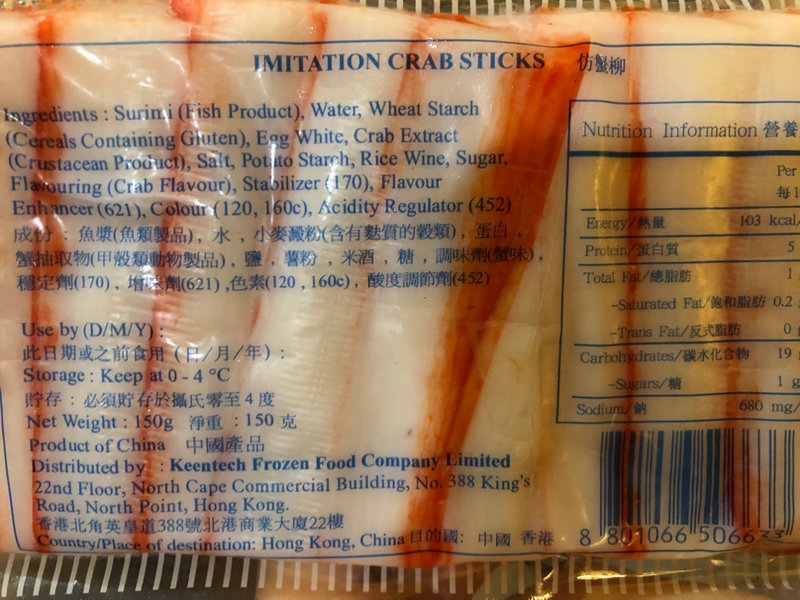 IMITATION CRAB STICKS 仿蟹柳
Ingredients : Surimi (Fish Product), Water, Wheat Starch
(Cereals Containing Gluten), Egg White, Crab Extract
(Crustacean Product), Salt, Potato Starch, Rice Wine, Sugar,
Flavouring (Crab Flavour), Stabilizer (170), Flavour
Enhancer (621), Colour (120, 160c), Acidity Regulator (452)
成份 : 魚漿(魚類製品) , 水 , 小麥澱粉(含有麩質的穀類) , 蛋白 ,
蟹抽取物(甲殼類動物製品) , 鹽 , 薯粉 , 米酒 , 糖 , 調味劑(蟹味) ,
穩定劑(170) , 增味劑(621) ,色素(120 , 160c) , 酸度調節劑(452)
Use by (D/M/Y) :
此日期或之前食用 (日/月/年) :
Storage : Keep at 0 - 4 °C
貯存 : 必須貯存於攝氏零至 4 度
Net Weight : 150g 淨重 : 150 克
Product of China 中國產品
Distributed by : Keentech Frozen Food Company Limited
22nd Floor, North Cape Commercial Building, No. 388 King's
Road, North Point, Hong Kong.
香港北角英皇道388號北港商業大廈22樓
Country/Place of destination: Hong Kong, China 目的國: 中國 香港
Nutrition Information 營養
Per
每1
Energy/熱量 103 kcal/
Protein/蛋白質 5
Total Fat/總脂肪 1
-Saturated Fat/飽和脂肪 0.2
-Trans Fat/反式脂肪 0 g
Carbohydrates/碳水化合物 19
-Sugars/糖 1 g
Sodium/鈉 680 mg/
8 801066 506623